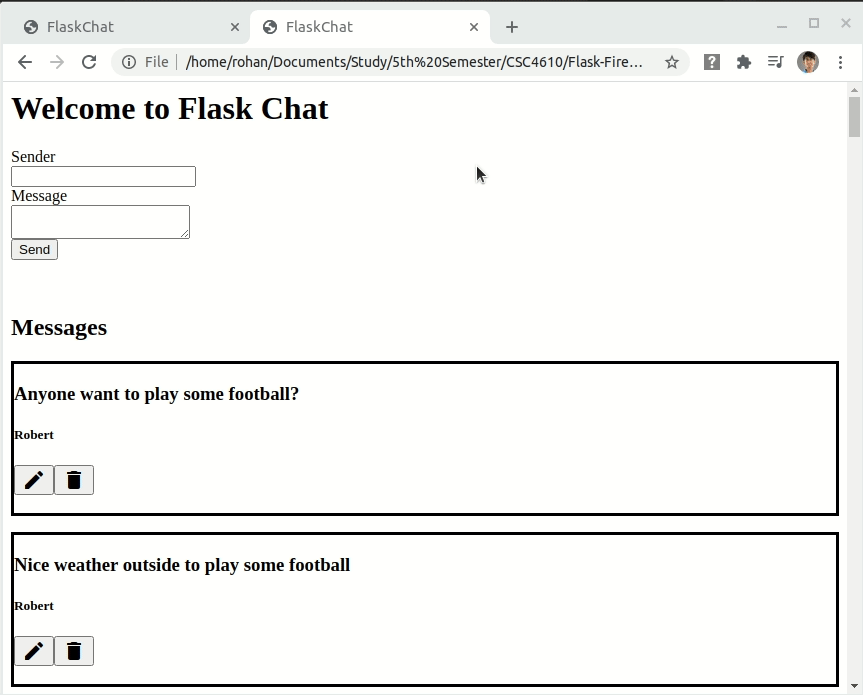 FlaskChat
FlaskChat
File
/home/rohan/Documents/Study/5th%20Semester/CSC4610/Flask-Fire…
Welcome to Flask Chat
Sender
Message
Send
Messages
Anyone want to play some football?
Robert
Nice weather outside to play some football
Robert